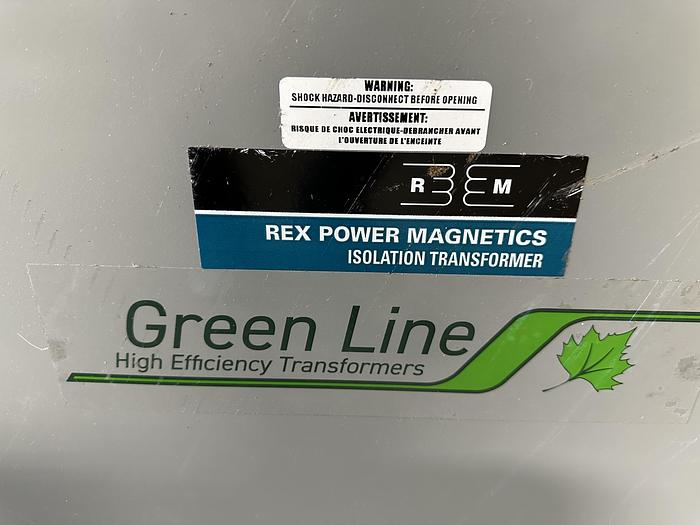 WARNING:
SHOCK HAZARD-DISCONNECT BEFORE OPENING
AVERTISSEMENT:
RISQUE DE CHOC ELECTRIQUE-DEBRANCHER AVANT
L'OUVERTURE DE L'ENCEINTE
R M
REX POWER MAGNETICS
ISOLATION TRANSFORMER
Green Line
High Efficiency Transformers